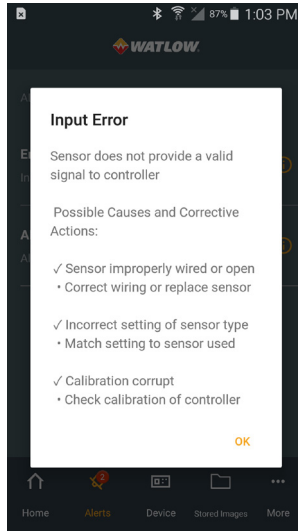 87% 1:03 PM
WATLOW.
Input Error
Sensor does not provide a valid
signal to controller
Possible Causes and Corrective
Actions:
✓ Sensor improperly wired or open
• Correct wiring or replace sensor
✓ Incorrect setting of sensor type
• Match setting to sensor used
✓ Calibration corrupt
• Check calibration of controller
OK
2
Home Alerts Device Stored Images More